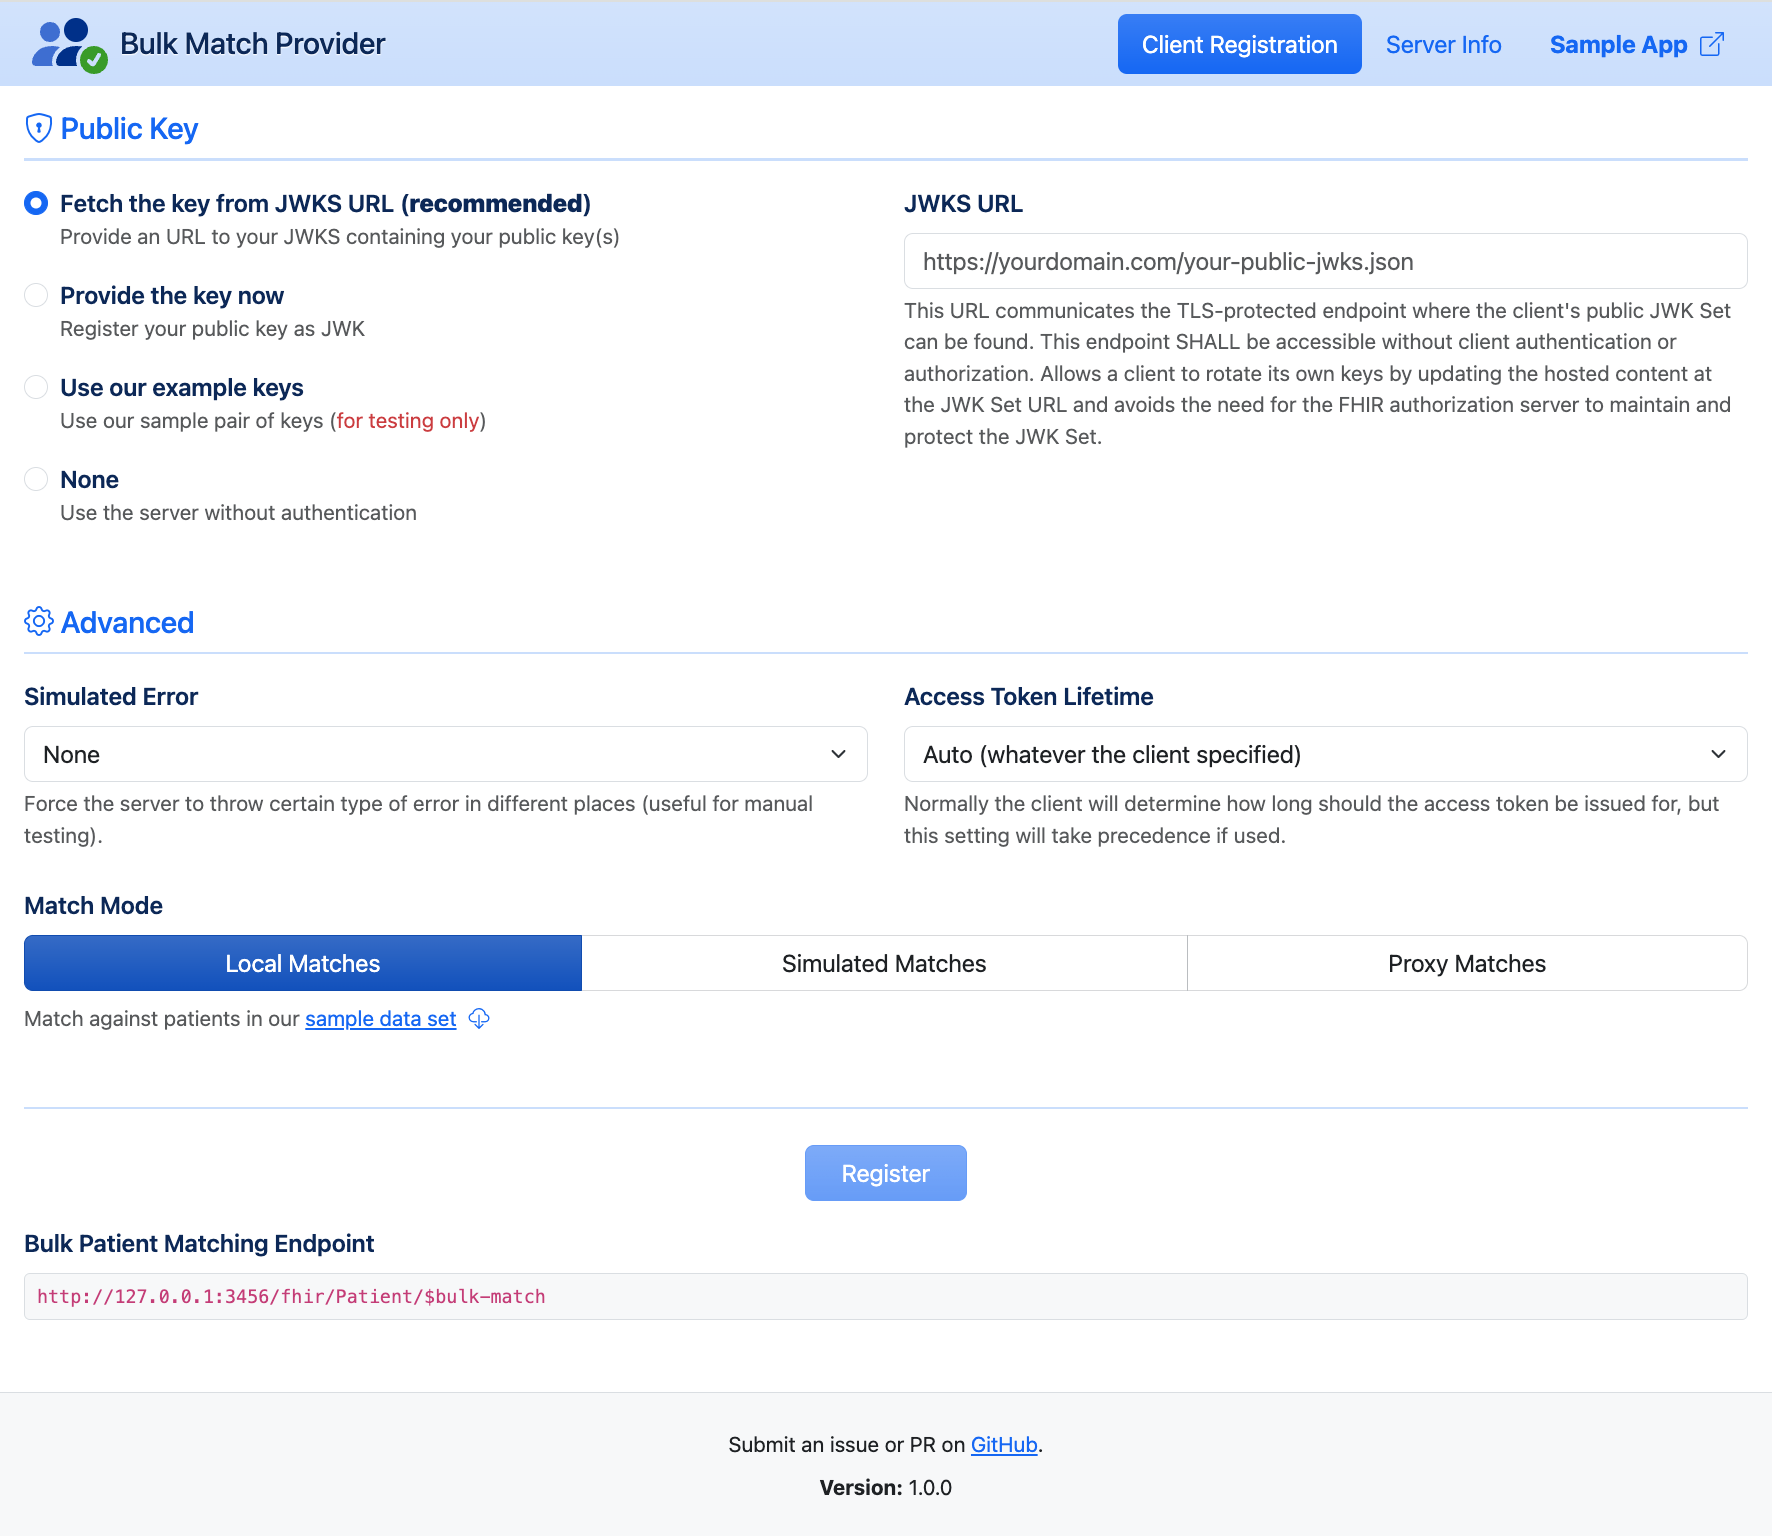 Bulk Match Provider
Client Registration
Server Info
Sample App
Public Key
Fetch the key from JWKS URL (recommended)
Provide an URL to your JWKS containing your public key(s)
Provide the key now
Register your public key as JWK
Use our example keys
Use our sample pair of keys (for testing only)
None
Use the server without authentication
JWKS URL
https://yourdomain.com/your-public-jwks.json
This URL communicates the TLS-protected endpoint where the client's public JWK Set
can be found. This endpoint SHALL be accessible without client authentication or
authorization. Allows a client to rotate its own keys by updating the hosted content at
the JWK Set URL and avoids the need for the FHIR authorization server to maintain and
protect the JWK Set.
Advanced
Simulated Error
None
Force the server to throw certain type of error in different places (useful for manual
testing).
Access Token Lifetime
Auto (whatever the client specified)
Normally the client will determine how long should the access token be issued for, but
this setting will take precedence if used.
Match Mode
Local Matches
Simulated Matches
Proxy Matches
Match against patients in our sample data set
Register
Bulk Patient Matching Endpoint
http://127.0.0.1:3456/fhir/Patient/$bulk-match
Submit an issue or PR on GitHub.
Version: 1.0.0